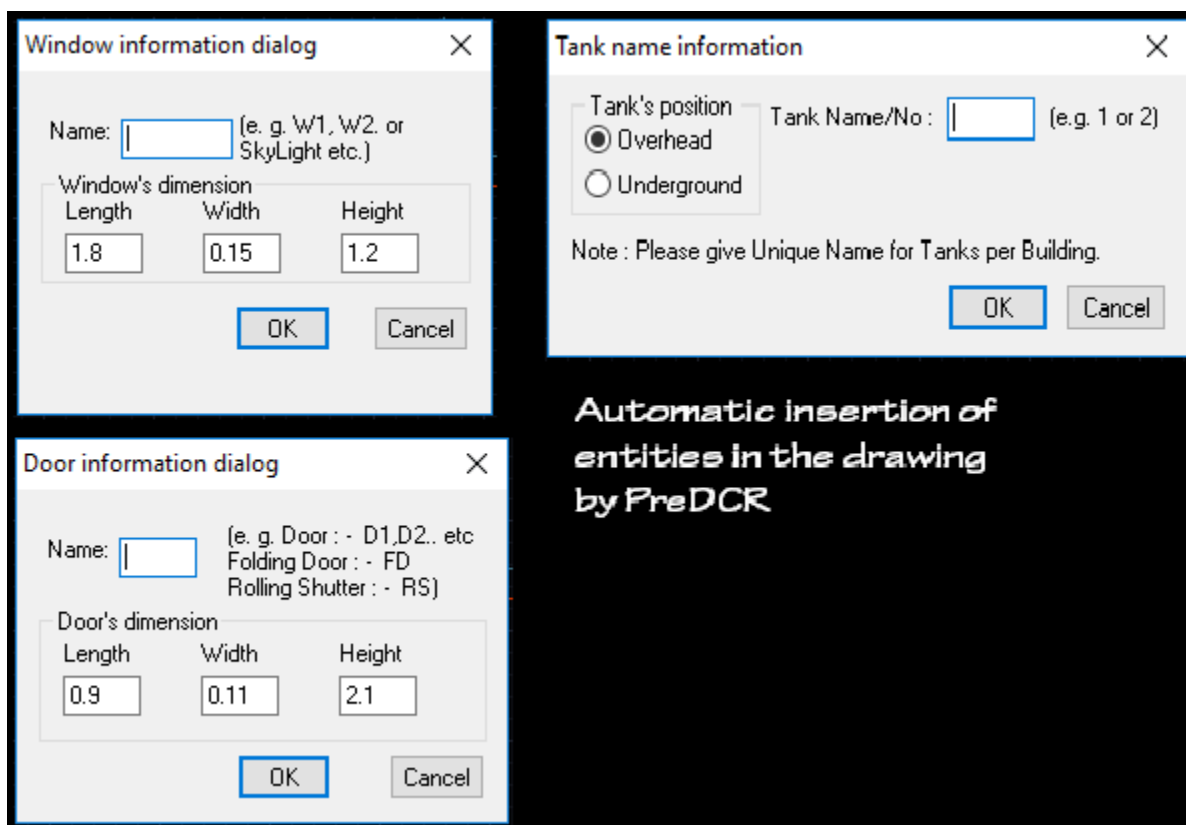 Window information dialog
Name:
(e. g. W1, W2. or
SkyLight etc.)
Window's dimension
Length Width Height
1.8 0.15 1.2
OK Cancel
Tank name information
Tank's position
Overhead
Underground
Tank Name/No : (e.g. 1 or 2)
Note : Please give Unique Name for Tanks per Building.
OK Cancel
Automatic insertion of
entities in the drawing
by PreDCR
Door information dialog
Name:
(e. g. Door : - D1,D2.. etc
Folding Door : - FD
Rolling Shutter : - RS)
Door's dimension
Length Width Height
0.9 0.11 2.1
OK Cancel